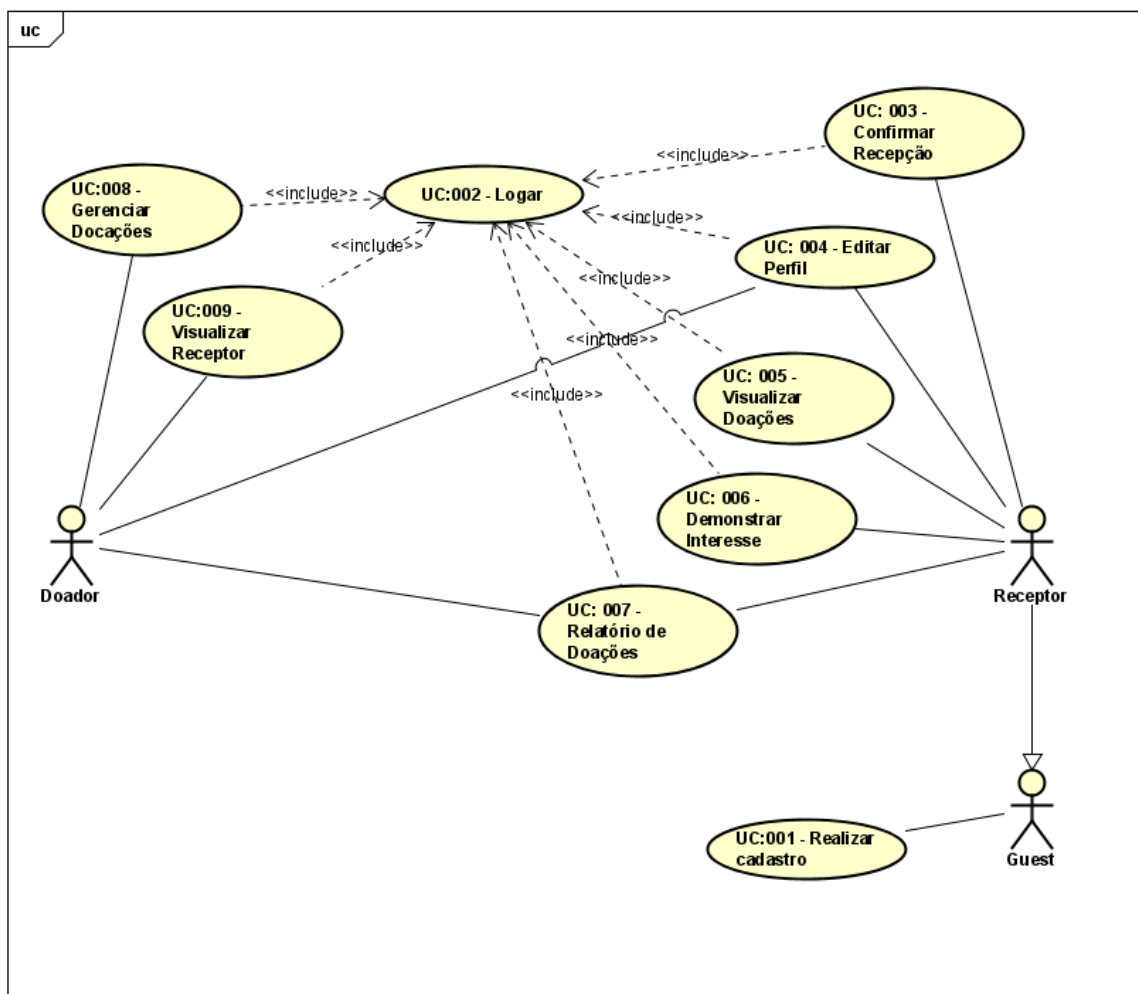 uc
UC: 003 -
Confirmar
Recepção
<<include>>
UC:008 -
Gerenciar
Docações
<<include>>
UC:002 - Logar
<<include>>
UC: 004 - Editar
Perfil
<<include>>
<<include>>
UC:009 -
Visualizar
Receptor
<<include>>
UC: 005 -
Visualizar
Doações
<<include>>
UC: 006 -
Demonstrar
Interesse
Doador
Receptor
UC: 007 -
Relatório de
Doações
UC:001 - Realizar
cadastro
Guest